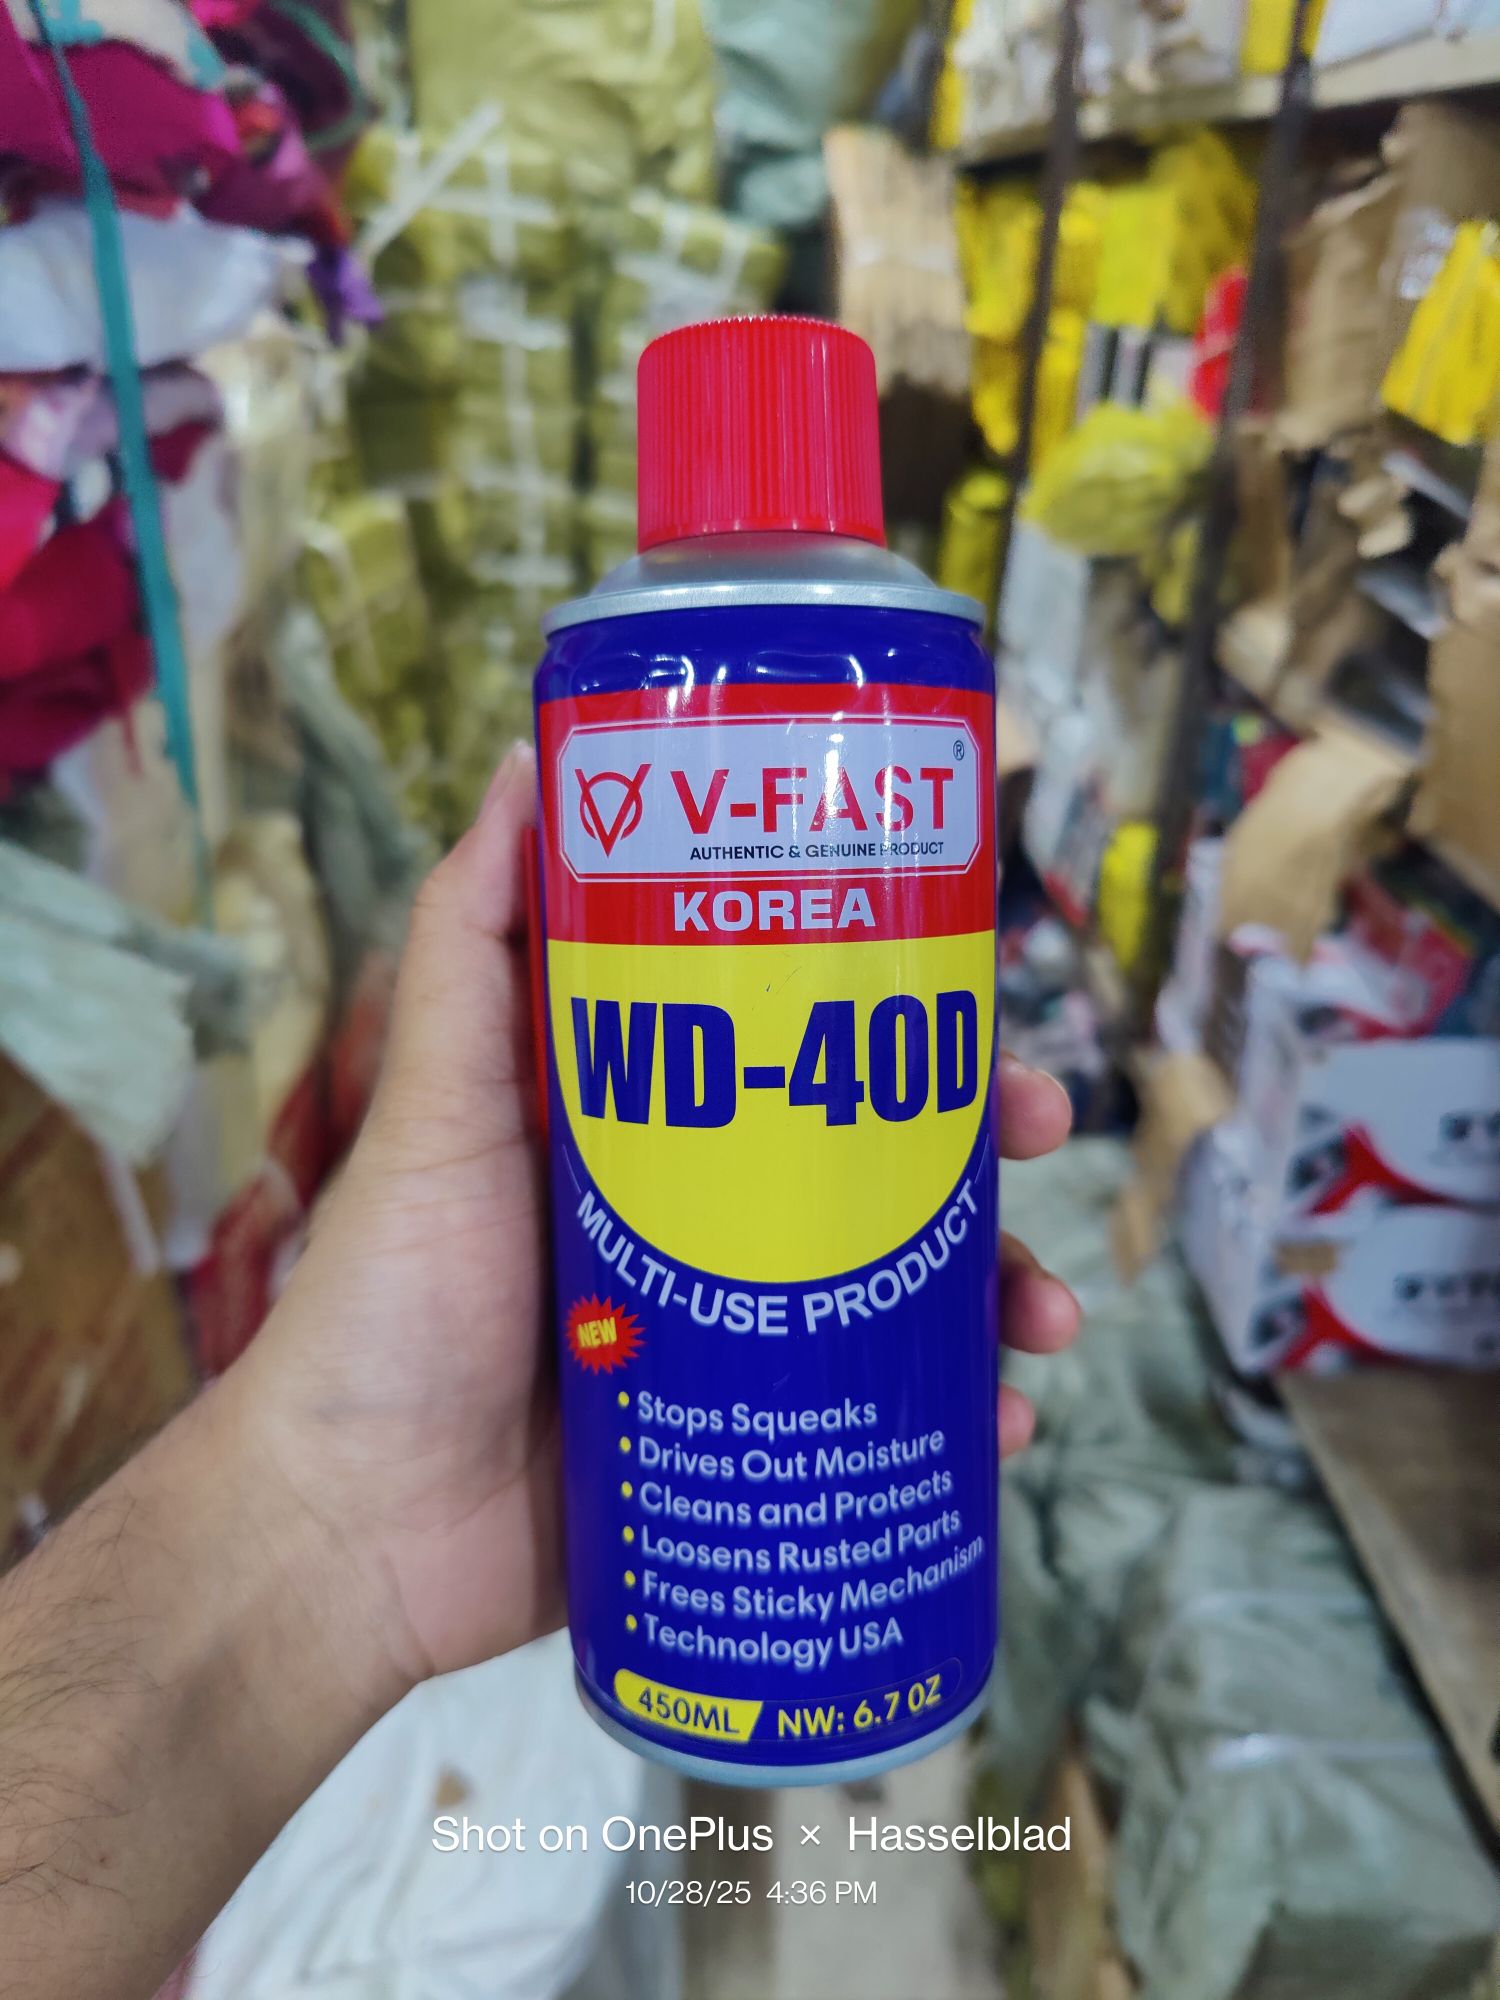 V-FAST®
AUTHENTIC & GENUINE PRODUCT
KOREA
WD-40D
MULTI-USE PRODUCT
NEW
• Stops Squeaks
• Drives Out Moisture
• Cleans and Protects
• Loosens Rusted Parts
• Frees Sticky Mechanism
• Technology USA
450ML NW: 6.7 OZ
Shot on OnePlus × Hasselblad
10/28/25 4:36 PM